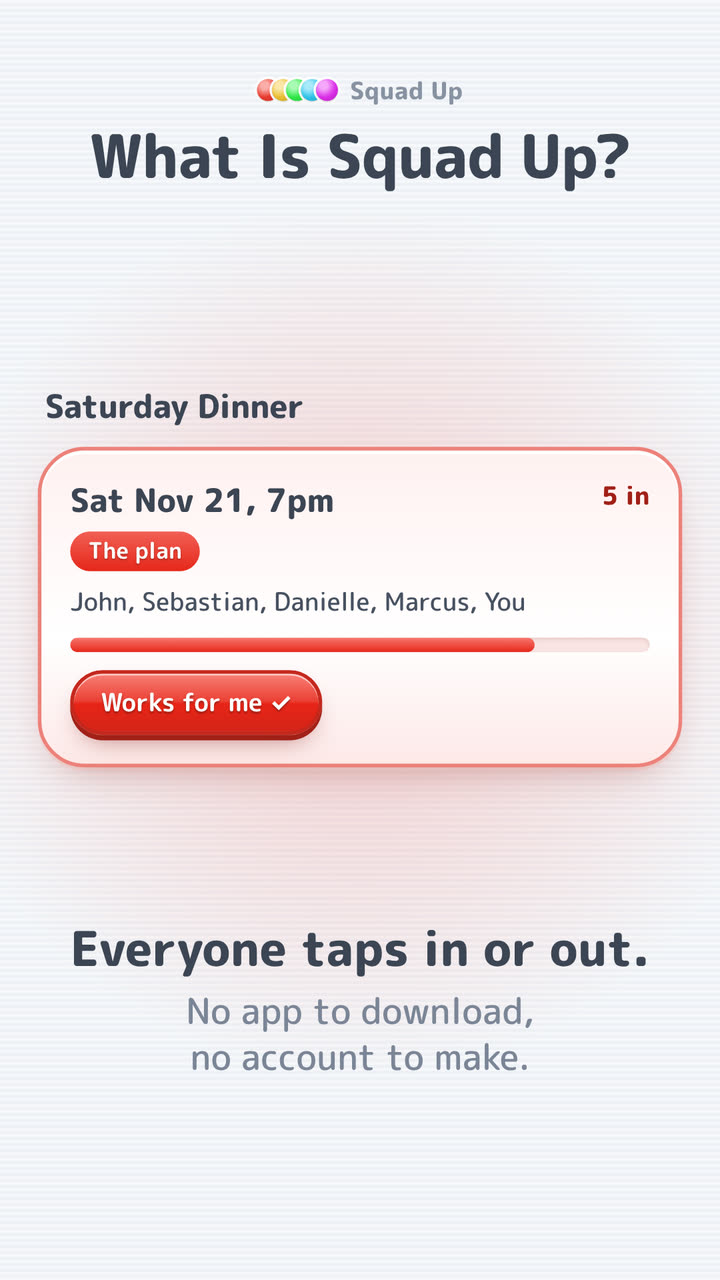 Squad Up
What Is Squad Up?
Saturday Dinner
Sat Nov 21, 7pm
5 in
The plan
John, Sebastian, Danielle, Marcus, You
Works for me ✓
Everyone taps in or out.
No app to download,
no account to make.